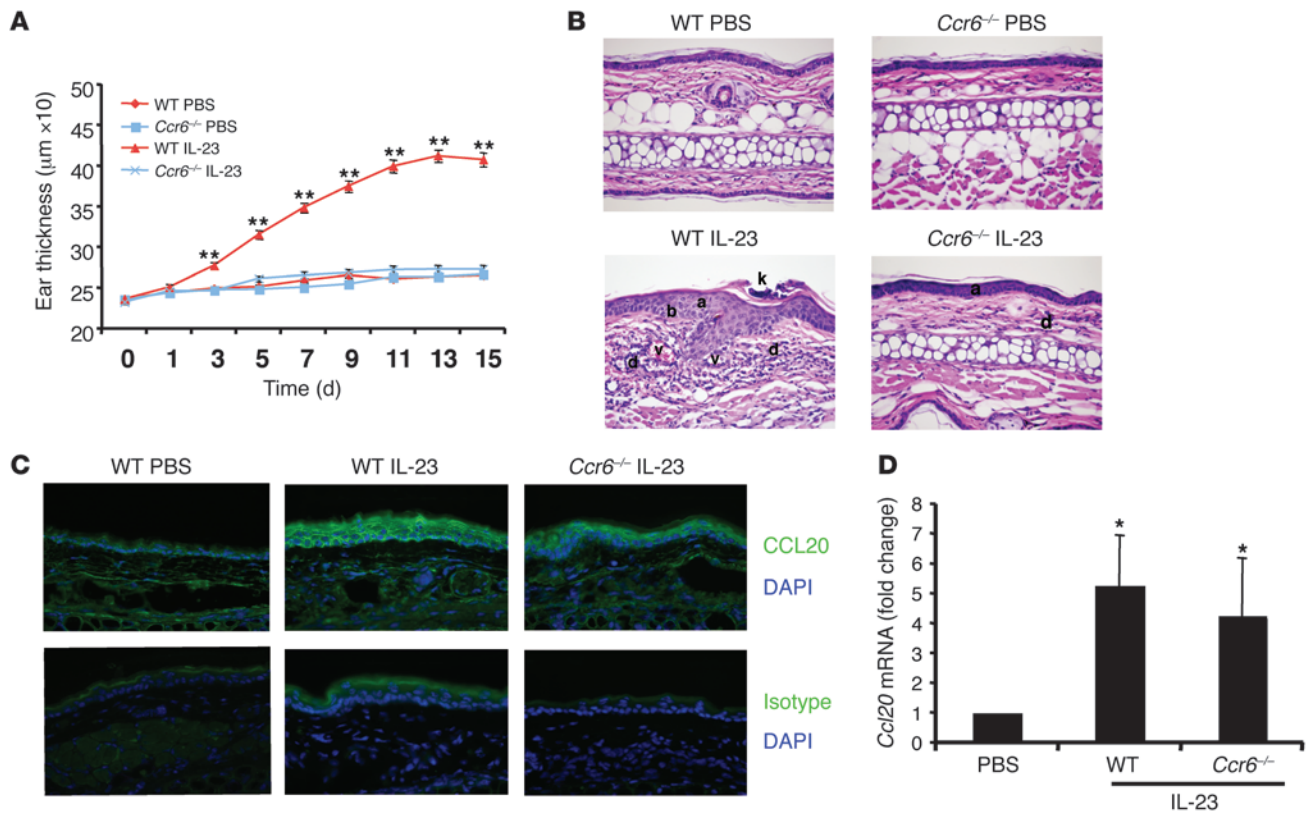 A
Ear thickness (μm ×10)
50
45
40
35
30
25
20
WT PBS
Ccr6–/– PBS
WT IL-23
Ccr6–/– IL-23
**
**
**
**
**
**
**
0 1 3 5 7 9 11 13 15
Time (d)
B
WT PBS
Ccr6–/– PBS
WT IL-23
Ccr6–/– IL-23
k
a
b
v
d
v
d
a
d
C
WT PBS
WT IL-23
Ccr6–/– IL-23
CCL20
DAPI
Isotype
DAPI
D
Ccl20 mRNA (fold change)
8
7
6
5
4
3
2
1
0
*
*
PBS WT Ccr6–/–
IL-23